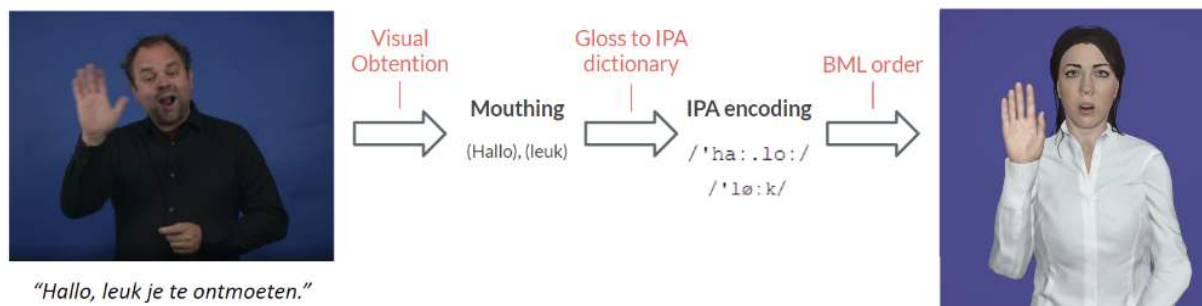 Visual
Obtention
Gloss to IPA
dictionary
BML order
Mouthing
IPA encoding
(Hallo), (leuk)
/'ha:.lo:/
/'lø:k/
"Hallo, leuk je te ontmoeten."